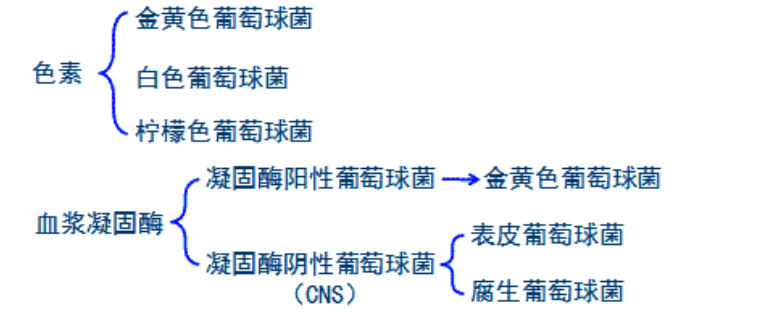 金黄色葡萄球菌
色素
白色葡萄球菌
柠檬色葡萄球菌
凝固酶阳性葡萄球菌
金黄色葡萄球菌
血浆凝固酶
表皮葡萄球菌
凝固酶阴性葡萄球菌
（CNS）
腐生葡萄球菌